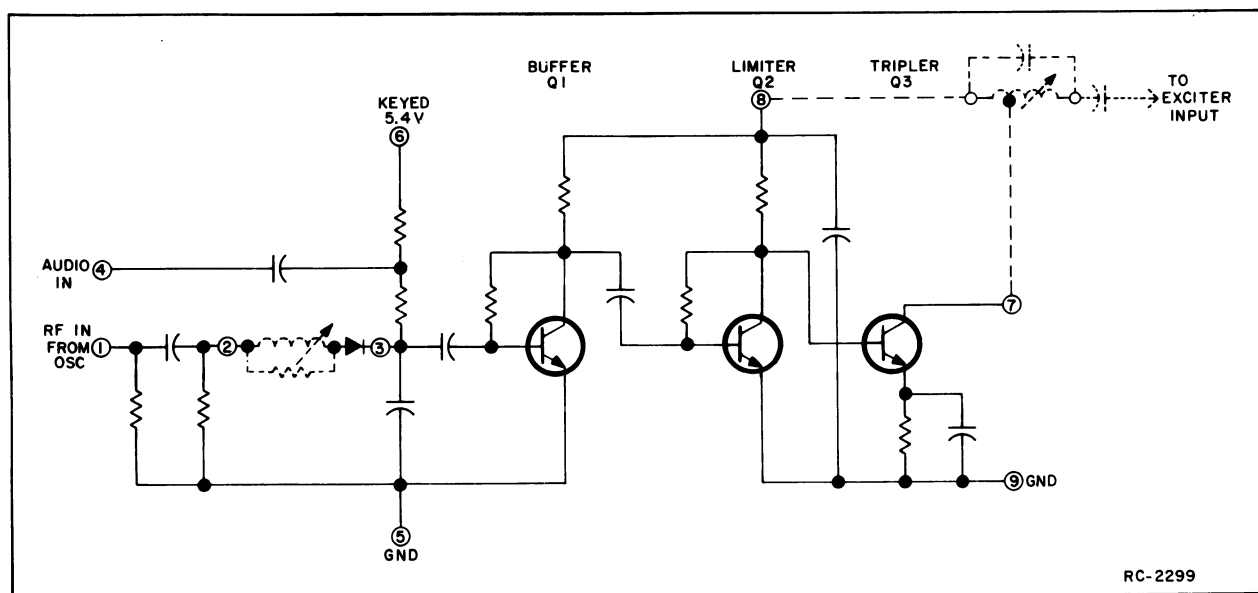 BUFFER
Q1
LIMITER
Q2
8
TRIPLER
Q3
TO
EXCITER
INPUT
KEYED
5.4V
6
AUDIO
IN
4
RF IN
FROM
OSC
1
2
3
7
5
GND
9 GND
RC-2299